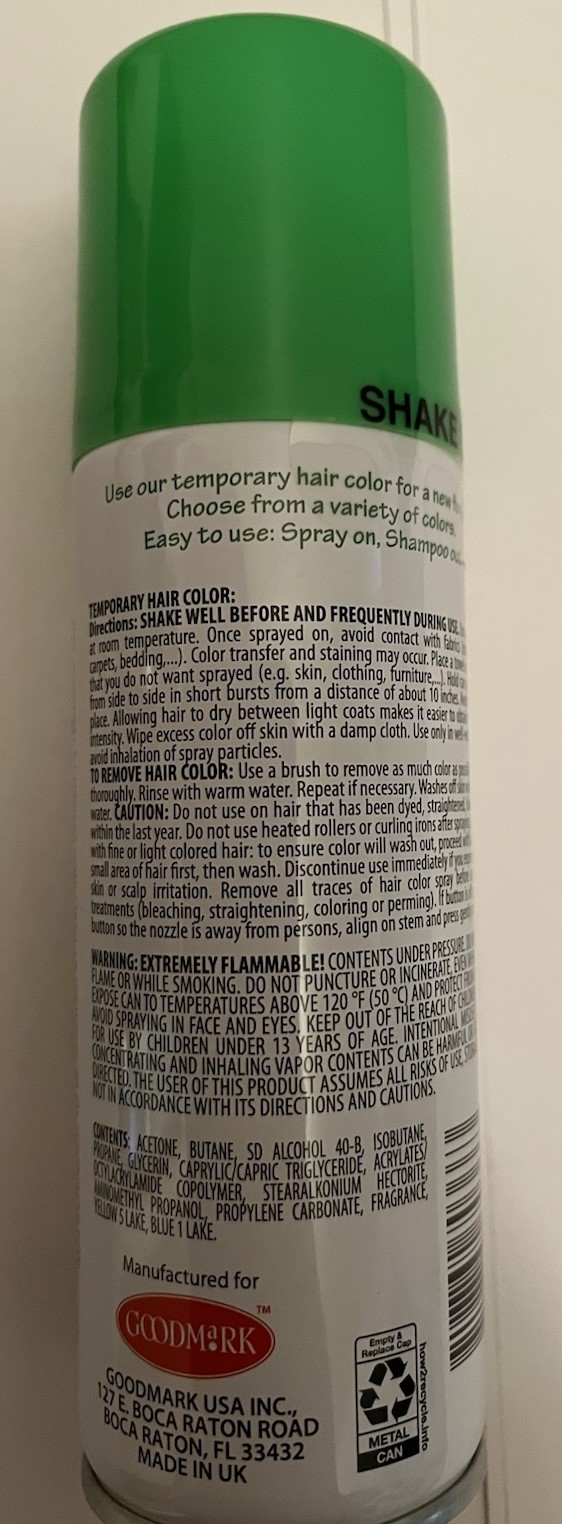 SHAKE
Use our temporary hair color for a new
Choose from a variety of colors.
Easy to use: Spray on, Shampoo
TEMPORARY HAIR COLOR:
Directions: SHAKE WELL BEFORE AND FREQUENTLY DURING USE.
at room temperature. Once sprayed on, avoid contact with fabrics
carpets, bedding,...). Color transfer and staining may occur. Place a
that you do not want sprayed (e.g. skin, clothing, furniture,...). Hold
from side to side in short bursts from a distance of about 10 inches.
place. Allowing hair to dry between light coats makes it easier to
intensity. Wipe excess color off skin with a damp cloth. Use only in
avoid inhalation of spray particles.
TO REMOVE HAIR COLOR: Use a brush to remove as much color as
thoroughly. Rinse with warm water. Repeat if necessary. Washes off
water. CAUTION: Do not use on hair that has been dyed, straightened,
within the last year. Do not use heated rollers or curling irons after
with fine or light colored hair: to ensure color will wash out, proceed
small area of hair first, then wash. Discontinue use immediately if you
skin or scalp irritation. Remove all traces of hair color spray before
treatments (bleaching, straightening, coloring or perming). If button is
button so the nozzle is away from persons, align on stem and press
WARNING: EXTREMELY FLAMMABLE! CONTENTS UNDER PRESSURE.
FLAME OR WHILE SMOKING. DO NOT PUNCTURE OR INCINERATE, EVEN
EXPOSE CAN TO TEMPERATURES ABOVE 120 °F (50 °C) AND PROTECT FROM
AVOID SPRAYING IN FACE AND EYES. KEEP OUT OF THE REACH OF
FOR USE BY CHILDREN UNDER 13 YEARS OF AGE. INTENTIONAL
CONCENTRATING AND INHALING VAPOR CONTENTS CAN BE HARMFUL
DIRECTED. THE USER OF THIS PRODUCT ASSUMES ALL RISKS OF USE,
NOT IN ACCORDANCE WITH ITS DIRECTIONS AND CAUTIONS.
CONTENTS: ACETONE, BUTANE, SD ALCOHOL 40-B, ISOBUTANE,
PROPANE, GLYCERIN, CAPRYLIC/CAPRIC TRIGLYCERIDE, ACRYLATES/
OCTYLACRYLAMIDE COPOLYMER, STEARALKONIUM HECTORITE,
AMINOMETHYL PROPANOL, PROPYLENE CARBONATE, FRAGRANCE,
YELLOW 5 LAKE, BLUE 1 LAKE.
Manufactured for
GOODMARK™
GOODMARK USA INC.,
127 E. BOCA RATON ROAD
BOCA RATON, FL 33432
MADE IN UK
Empty &
Replace Cap
METAL
CAN
how2recycle.info